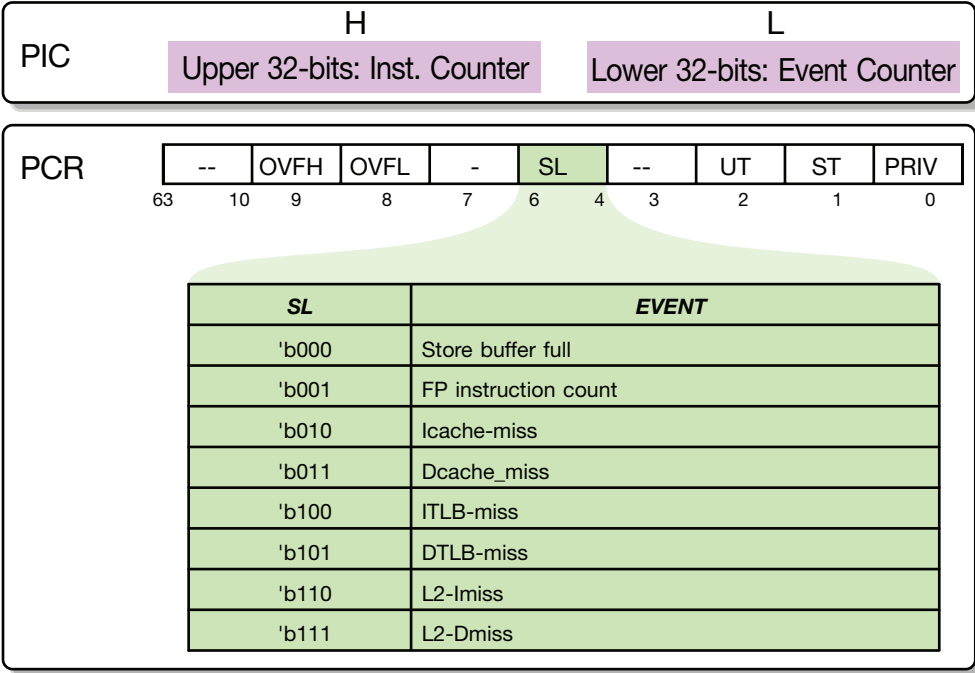 H L
PIC Upper 32-bits: Inst. Counter Lower 32-bits: Event Counter
PCR -- OVFH OVFL - SL -- UT ST PRIV
63 10 9 8 7 6 4 3 2 1 0
SL EVENT
'b000 Store buffer full
'b001 FP instruction count
'b010 Icache-miss
'b011 Dcache_miss
'b100 ITLB-miss
'b101 DTLB-miss
'b110 L2-Imiss
'b111 L2-Dmiss